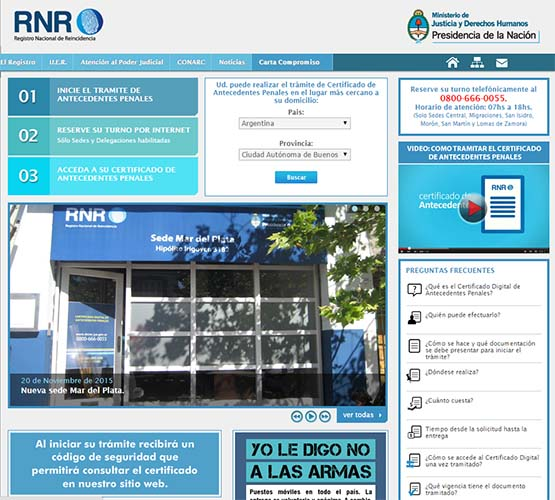 RNR
Registro Nacional de Reincidencia
Ministerio de
Justicia y Derechos Humanos
Presidencia de la Nación
El Registro
U.E.R.
Atención al Poder Judicial
CONARC
Noticias
Carta Compromiso
01 INICIE EL TRAMITE DE
ANTECEDENTES PENALES
02 RESERVE SU TURNO POR INTERNET
Sólo Sedes y Delegaciones habilitadas
03 ACCEDA A SU CERTIFICADO
DE ANTECEDENTES PENALES
Ud. puede realizar el trámite de Certificado de
Antecedentes Penales en el lugar más cercano a
su domicilio:
País:
Argentina
Provincia:
Ciudad Autónoma de Buenos
Buscar
Reserve su turno telefónicamente al
0800-666-0055.
Horario de atención: 07hs a 19hs
(Solo Sedes Central, Migraciones, San Isidro,
Morón, San Martín y Lomas de Zamora)
VIDEO: COMO TRAMITAR EL CERTIFICADO
DE ANTECEDENTES PENALES
certificado de
Antecedente
RNR
RNR
Registro Nacional de Reincidencia
Sede Mar del Plata
Hipólito Irigoyen
0800-666-0055
20 de Noviembre de 2015
Nueva sede Mar del Plata.
ver todas
PREGUNTAS FRECUENTES
¿Qué es el Certificado Digital de
Antecedentes Penales?
¿Quién puede efectuarlo?
¿Cómo se hace y qué documentación
se debe presentar para iniciar el
trámite?
¿Dóndese realiza?
¿Cuánto cuesta?
Tiempo desde la solicitud hasta la
entrega
¿Cómo se accede al Certificado Digital
una vez tramitado?
¿Qué vigencia tiene el documento
Al iniciar su trámite recibirá un
código de seguridad que
permitirá consultar el certificado
en nuestro sitio web.
YO LE DIGO NO
A LAS ARMAS
Puestos móviles en todo el país. La